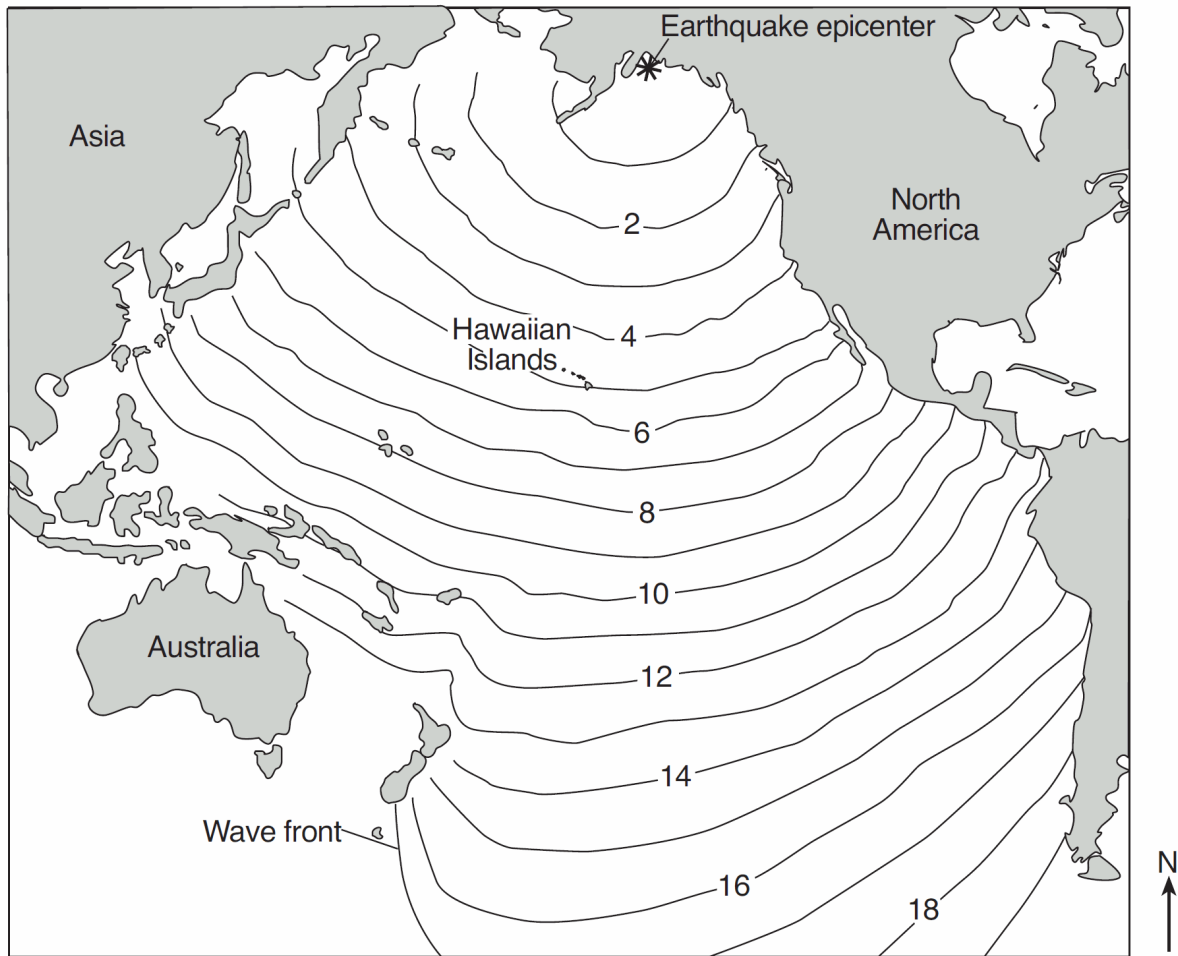 Earthquake epicenter
Asia
North
America
2
4
Hawaiian
Islands
6
8
10
Australia
12
14
Wave front
16
18
N